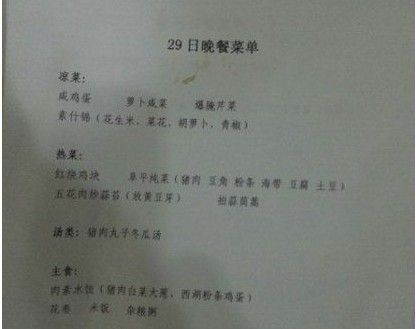 29日晚餐菜单
凉菜：
咸鸡蛋 萝卜咸菜 爆腌芹菜
素什锦（花生米、菜花、胡萝卜、青椒）
热菜：
红烧鸡块 阜平炖菜（猪肉 豆角 粉条 海带 豆腐 土豆）
五花肉炒蒜苔（放黄豆芽） 拍蒜茼蒿
汤类：猪肉丸子冬瓜汤
主食：
肉素水饺（猪肉白菜大葱、西湖粉条鸡蛋）
花卷 米饭 杂粮粥